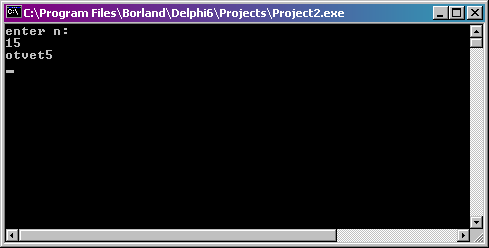 C:\Program Files\Borland\Delphi6\Projects\Project2.exe
enter n:
15
otvet5